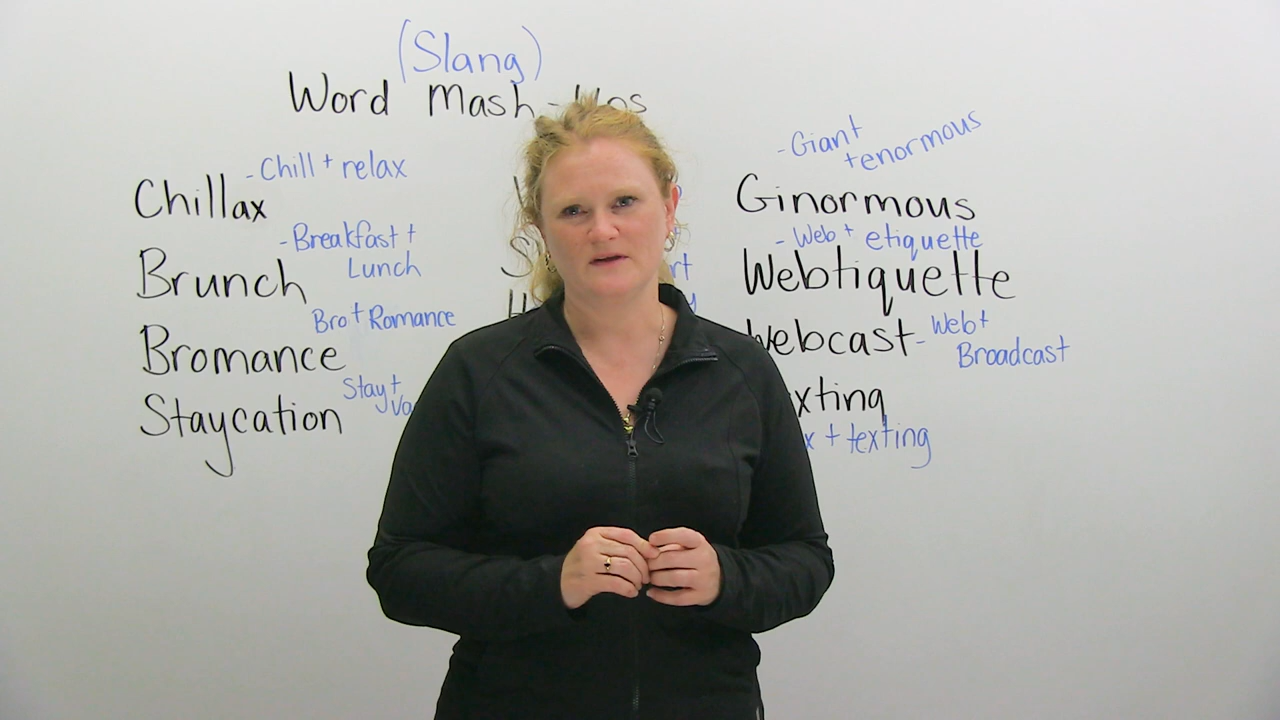 (Slang)
Word Mash-Ups
- Chill + relax
Chillax
- Breakfast +
Lunch
Brunch
Bro + Romance
Bromance
Stay +
Staycation
- Giant
+ enormous
Ginormous
- Web + etiquette
Webtiquette
Webcast - Web +
Broadcast
xting
x + texting